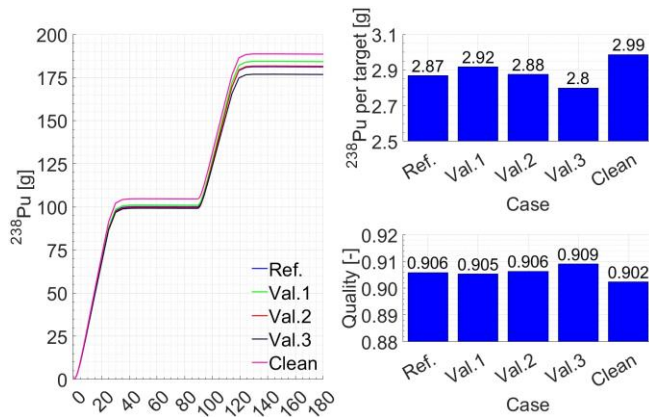 200
175
150
125
100
75
50
25
0
²³⁸Pu [g]
Ref.
Val.1
Val.2
Val.3
Clean
0 20 40 60 80 100 120 140 160 180
3.1
2.9
2.7
2.5
²³⁸Pu per target [g]
2.87 2.92 2.88 2.8 2.99
Ref. Val.1 Val.2 Val.3 Clean
Case
0.92
0.91
0.90
0.89
0.88
Quality [-]
0.906 0.905 0.906 0.909 0.902
Ref. Val.1 Val.2 Val.3 Clean
Case